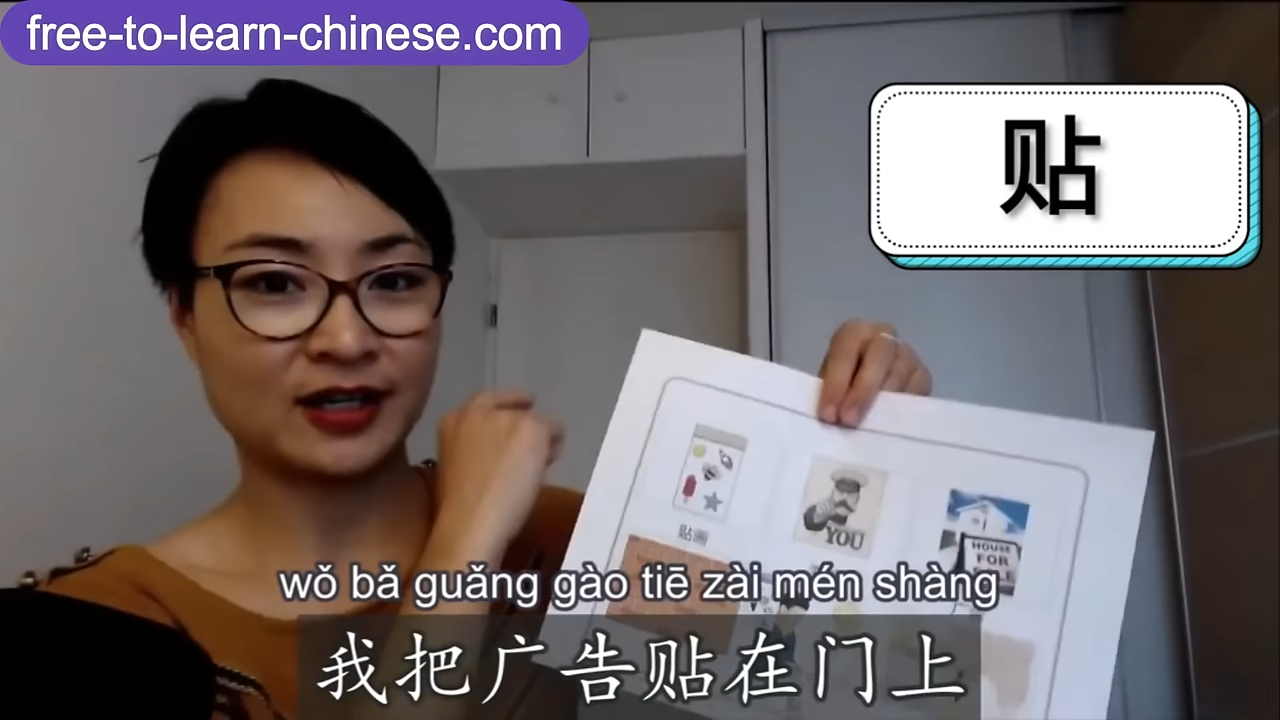 free-to-learn-chinese.com
贴
贴画
YOU
HOUSE
FOR
SALE
wǒ bǎ guǎng gào tiē zài mén shàng
我把广告贴在门上